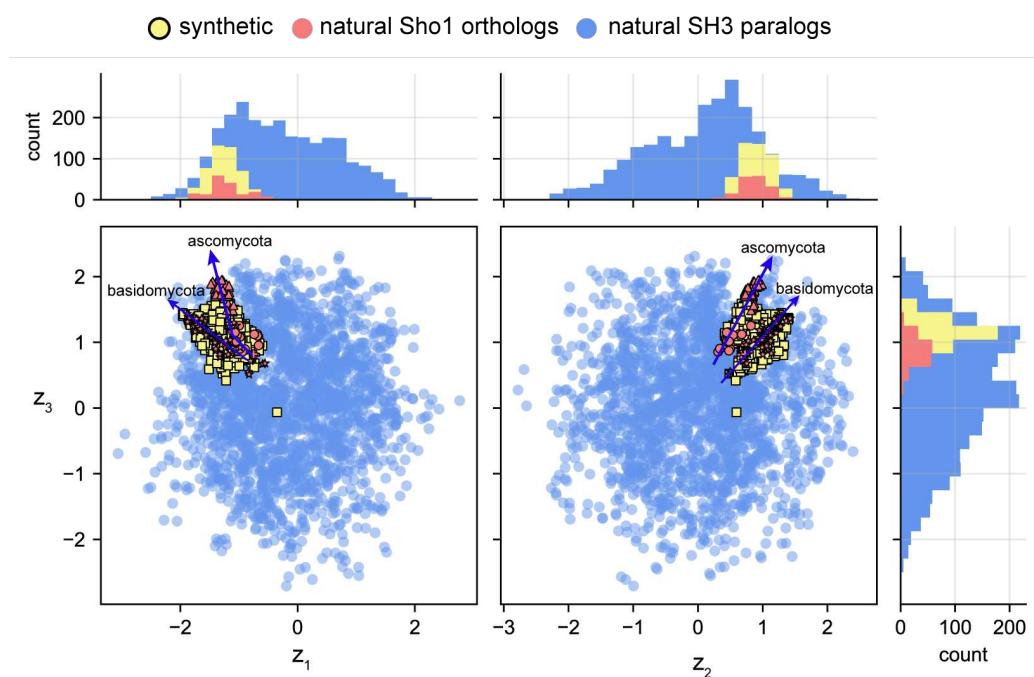 synthetic natural Sho1 orthologs natural SH3 paralogs
count
200
100
0
ascomycota
basidomycota
ascomycota
basidomycota
z3
2
1
0
−1
−2
−2 0 2
z1
−3 −2 −1 0 1 2
z2
0 100 200
count